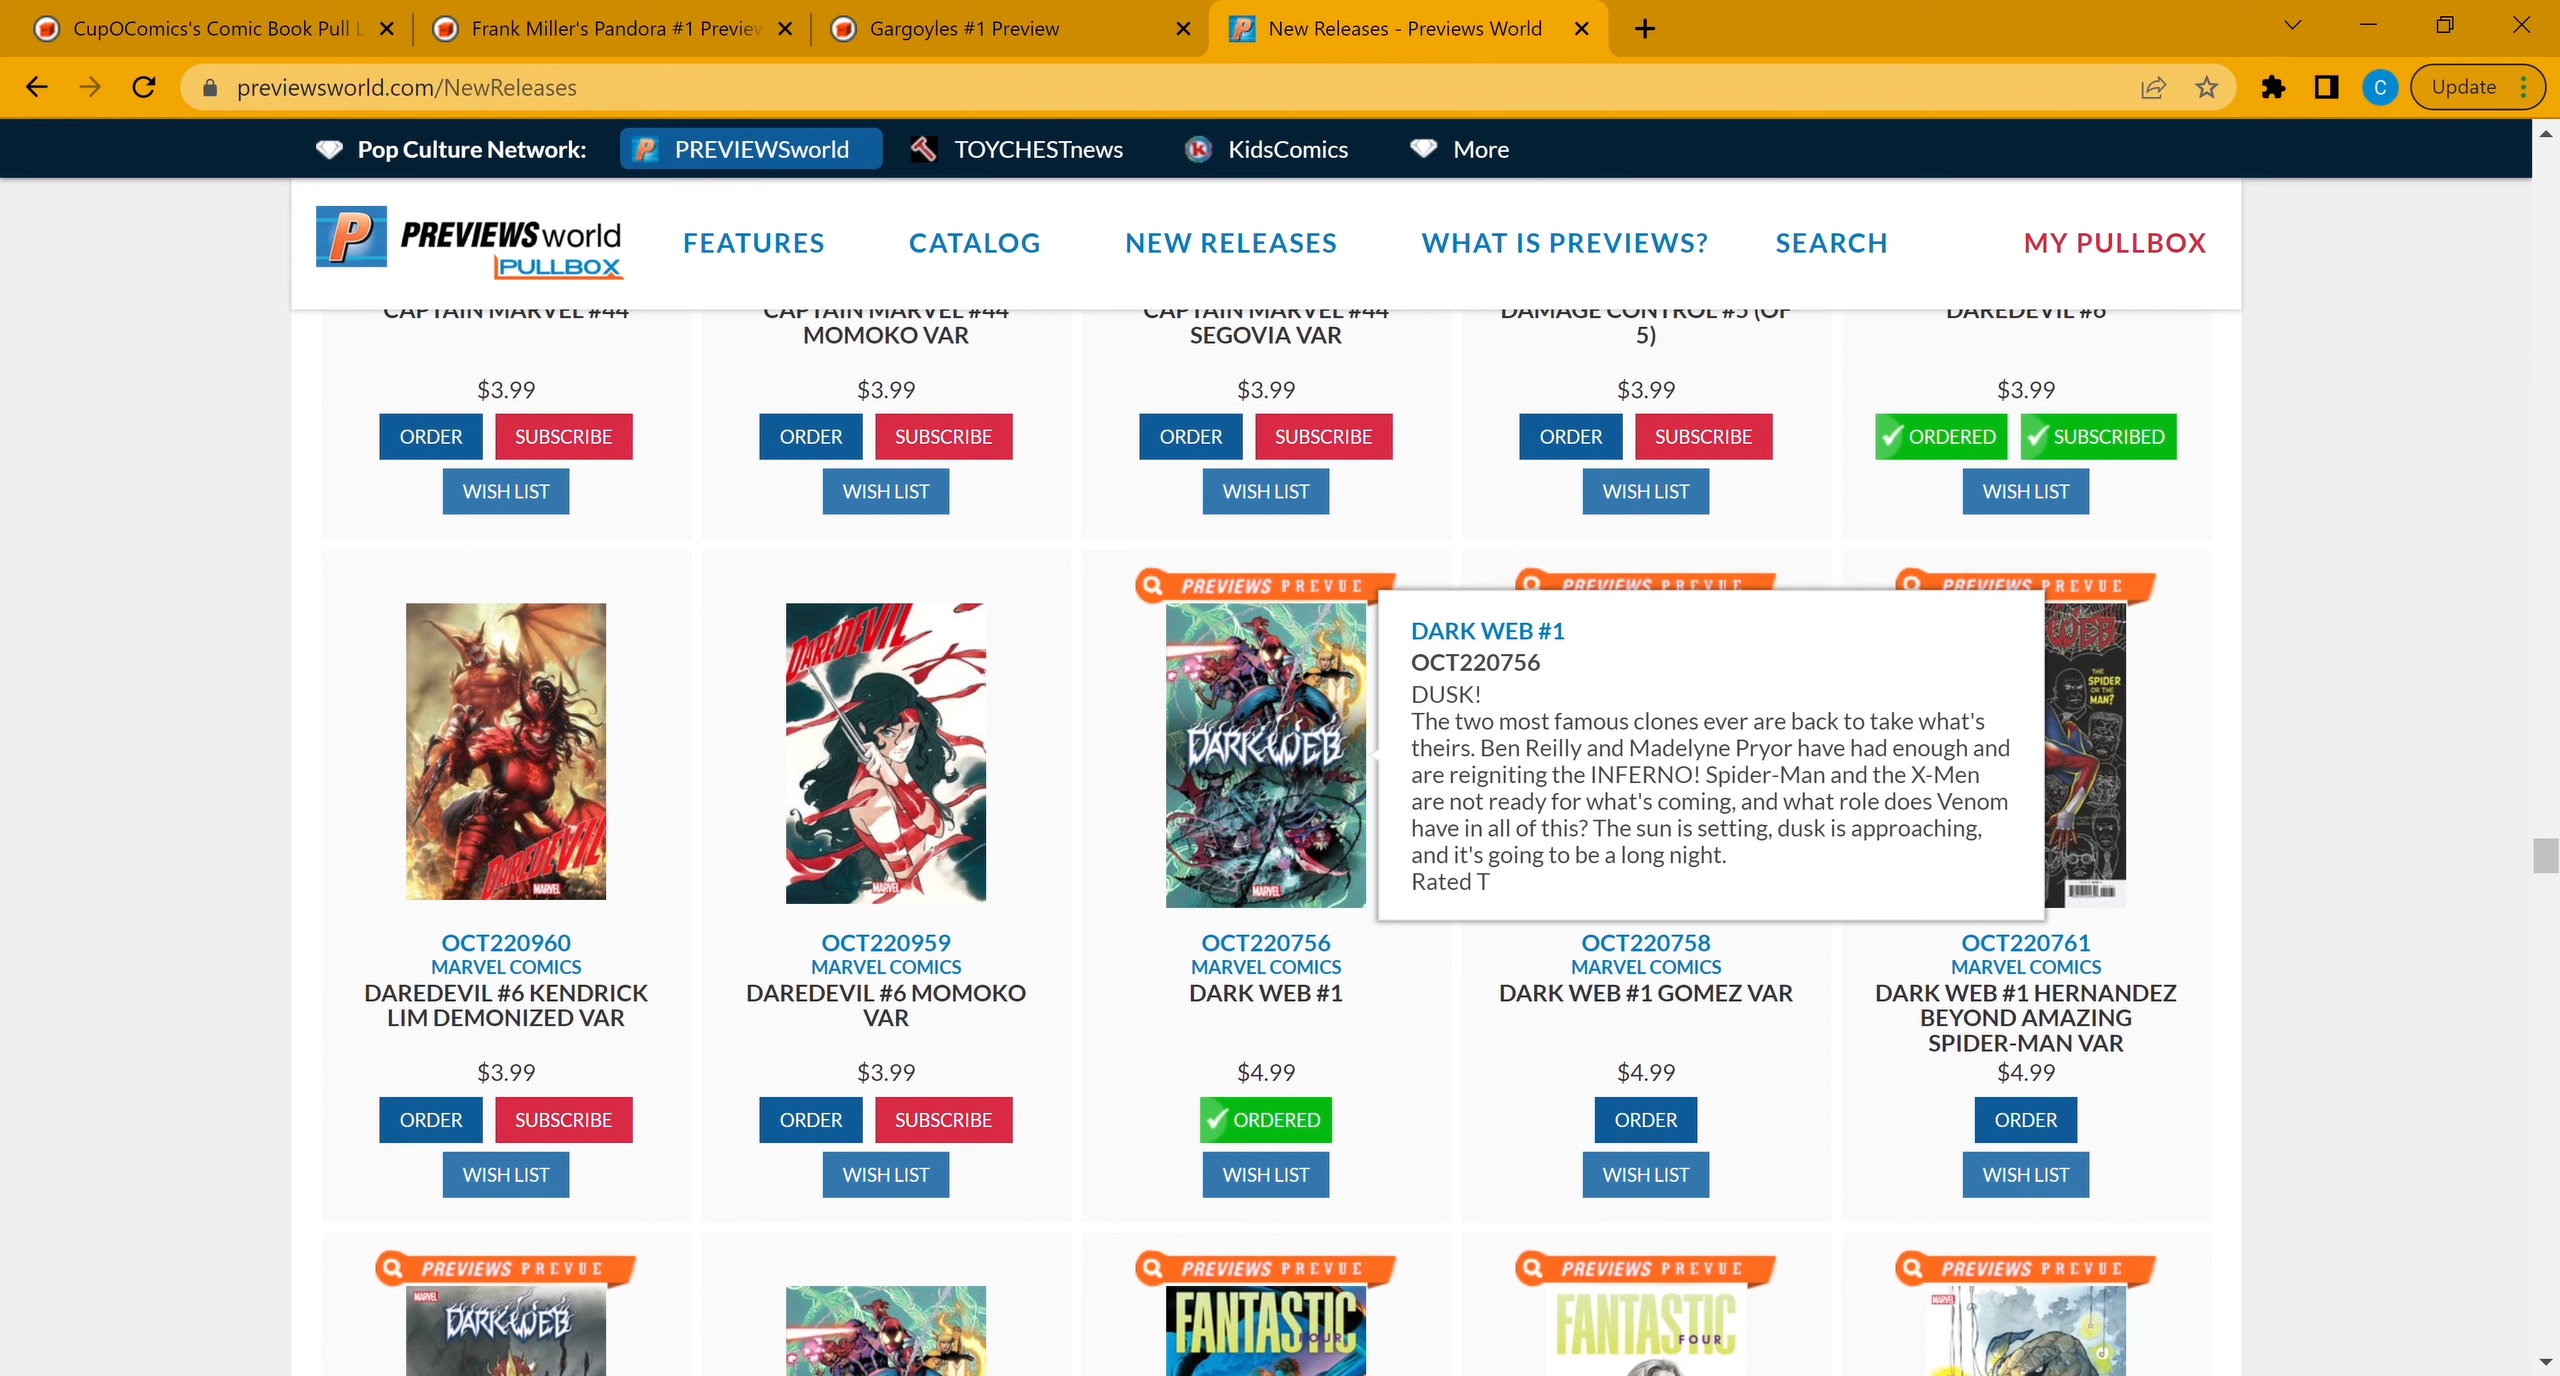 CupOComics's Comic Book Pull L
Frank Miller's Pandora #1 Preview
Gargoyles #1 Preview
New Releases - Previews World
previewsworld.com/NewReleases
C
Update
Pop Culture Network:
PREVIEWSworld
TOYCHESTnews
KidsComics
More
P PREVIEWSworld
PULLBOX
FEATURES
CATALOG
NEW RELEASES
WHAT IS PREVIEWS?
SEARCH
MY PULLBOX
CAPTAIN MARVEL #44
$3.99
ORDER SUBSCRIBE
WISH LIST
CAPTAIN MARVEL #44
MOMOKO VAR
$3.99
ORDER SUBSCRIBE
WISH LIST
CAPTAIN MARVEL #44
SEGOVIA VAR
$3.99
ORDER SUBSCRIBE
WISH LIST
DAMAGE CONTROL #5 (OF
5)
$3.99
ORDER SUBSCRIBE
WISH LIST
DAREDEVIL #6
$3.99
ORDERED SUBSCRIBED
WISH LIST
DAREDEVIL
MARVEL
OCT220960
MARVEL COMICS
DAREDEVIL #6 KENDRICK
LIM DEMONIZED VAR
$3.99
ORDER SUBSCRIBE
WISH LIST
DAREDEVIL
MARVEL
OCT220959
MARVEL COMICS
DAREDEVIL #6 MOMOKO
VAR
$3.99
ORDER SUBSCRIBE
WISH LIST
PREVIEWS PREVUE
DARK WEB
MARVEL
OCT220756
MARVEL COMICS
DARK WEB #1
$4.99
ORDERED
WISH LIST
DARK WEB #1
OCT220756
DUSK!
The two most famous clones ever are back to take what's
theirs. Ben Reilly and Madelyne Pryor have had enough and
are reigniting the INFERNO! Spider-Man and the X-Men
are not ready for what's coming, and what role does Venom
have in all of this? The sun is setting, dusk is approaching,
and it's going to be a long night.
Rated T
PREVIEWS PREVUE
OCT220758
MARVEL COMICS
DARK WEB #1 GOMEZ VAR
$4.99
ORDER
WISH LIST
PREVIEWS PREVUE
WEB
THE
SPIDER
OR THE
MAN?
OCT220761
MARVEL COMICS
DARK WEB #1 HERNANDEZ
BEYOND AMAZING
SPIDER-MAN VAR
$4.99
ORDER
WISH LIST
PREVIEWS PREVUE
MARVEL
DARK WEB
PREVIEWS PREVUE
FANTASTIC
FOUR
PREVIEWS PREVUE
FANTASTIC
FOUR
PREVIEWS PREVUE
MARVEL